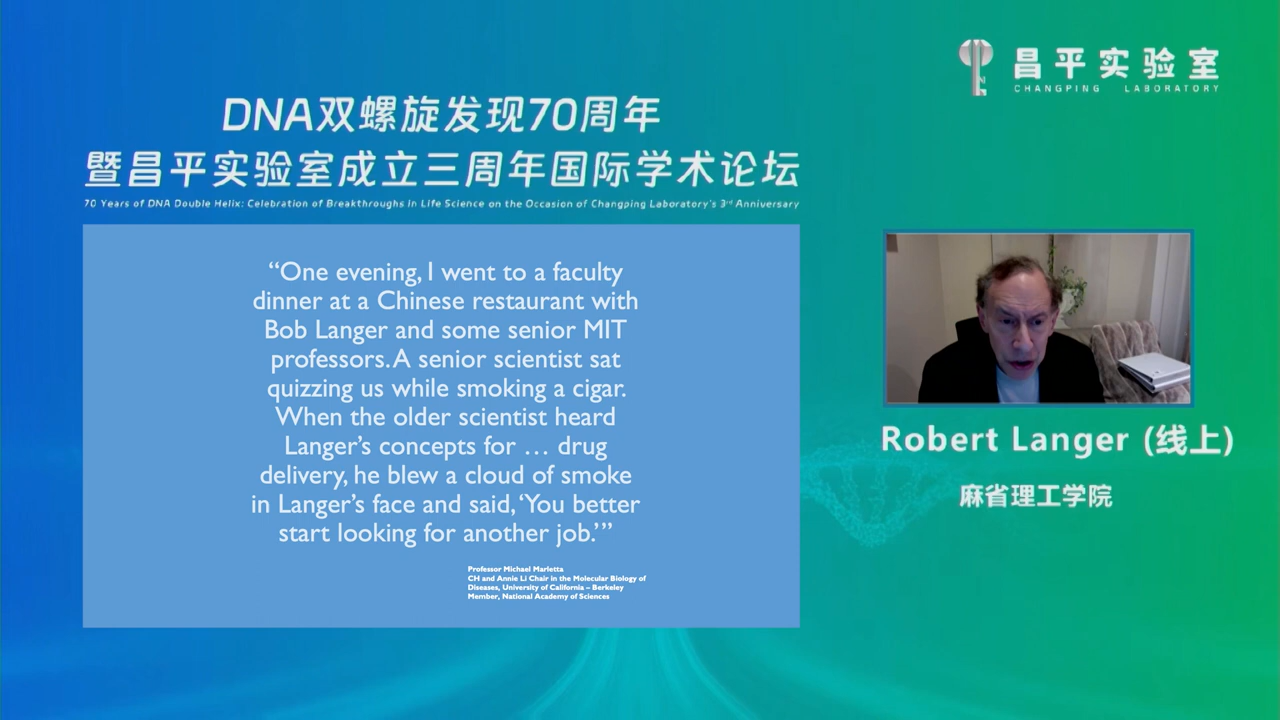 昌平实验室
CHANGPING LABORATORY
DNA双螺旋发现70周年
暨昌平实验室成立三周年国际学术论坛
70 Years of DNA Double Helix: Celebration of Breakthroughs in Life Science on the Occasion of Changping Laboratory's 3rd Anniversary
“One evening, I went to a faculty
dinner at a Chinese restaurant with
Bob Langer and some senior MIT
professors. A senior scientist sat
quizzing us while smoking a cigar.
When the older scientist heard
Langer’s concepts for … drug
delivery, he blew a cloud of smoke
in Langer’s face and said, ‘You better
start looking for another job.’”
Professor Michael Marletta
CH and Annie Li Chair in the Molecular Biology of
Diseases, University of California – Berkeley
Member, National Academy of Sciences
Robert Langer (线上)
麻省理工学院